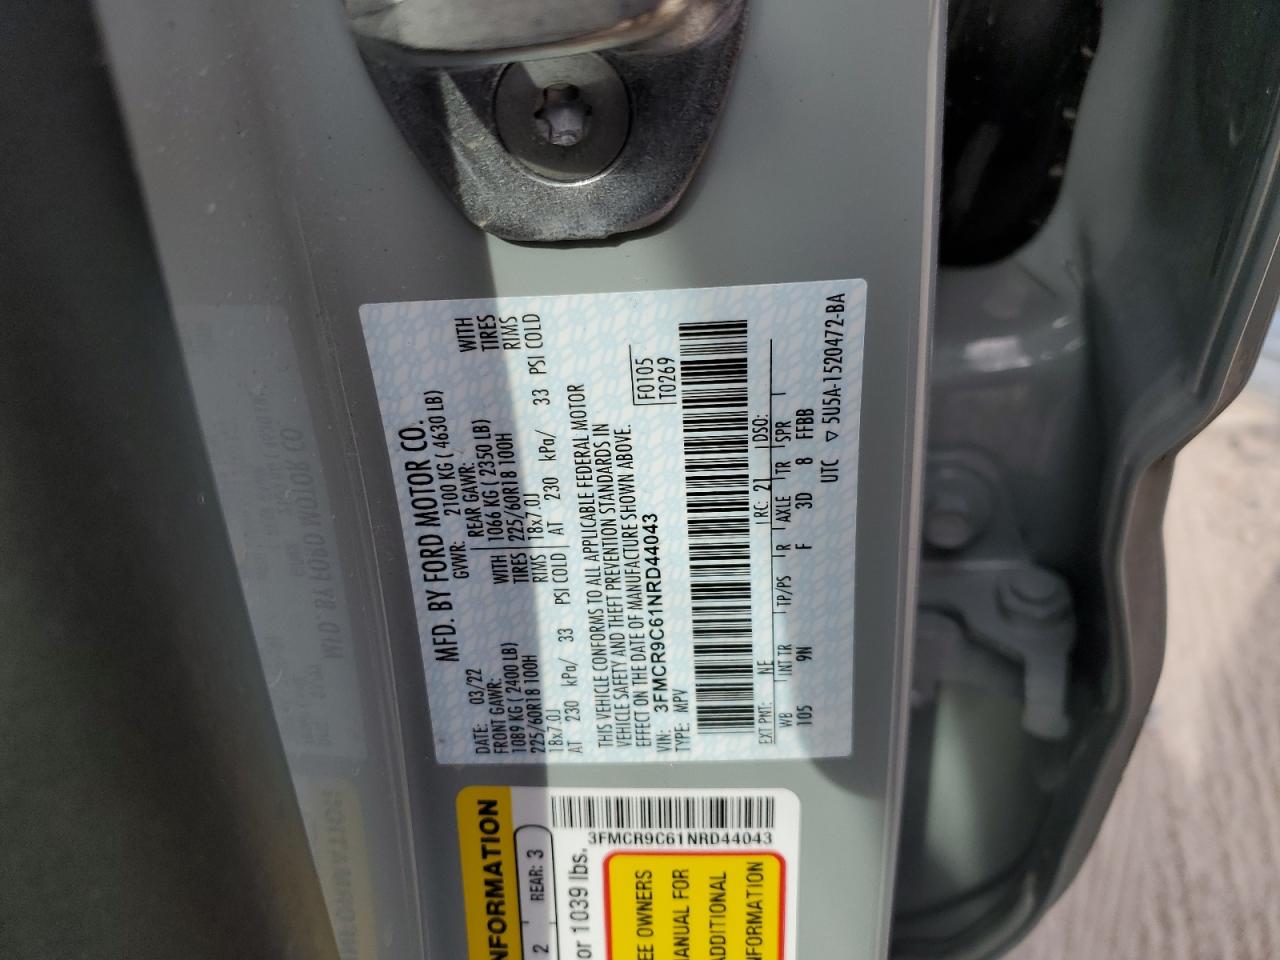 MFD. BY FORD MOTOR CO.
DATE: 03/22 GVWR: 2100 KG ( 4630 LB)
FRONT GAWR: REAR GAWR:
1089 KG ( 2400 LB) WITH 1066 KG ( 2350 LB) WITH
225/60R18 100H TIRES 225/60R18 100H TIRES
18x7.0J RIMS 18x7.0J RIMS
AT 230 kPa/ 33 PSI COLD AT 230 kPa/ 33 PSI COLD
THIS VEHICLE CONFORMS TO ALL APPLICABLE FEDERAL MOTOR
VEHICLE SAFETY AND THEFT PREVENTION STANDARDS IN
EFFECT ON THE DATE OF MANUFACTURE SHOWN ABOVE.
VIN: 3FMCR9C61NRD44043
TYPE: MPV
F0105
T0269
EXT PNT: NE RC: 21 DSO:
WB INT TR TP/PS R AXLE TR SPR
105 9N F 3D 8 FFBB
UTC ▽ 5U5A-1520472-BA
NFORMATION
2 REAR: 3
or 1039 lbs.
3FMCR9C61NRD44043
EE OWNERS
ANUAL FOR
ADDITIONAL
NFORMATION